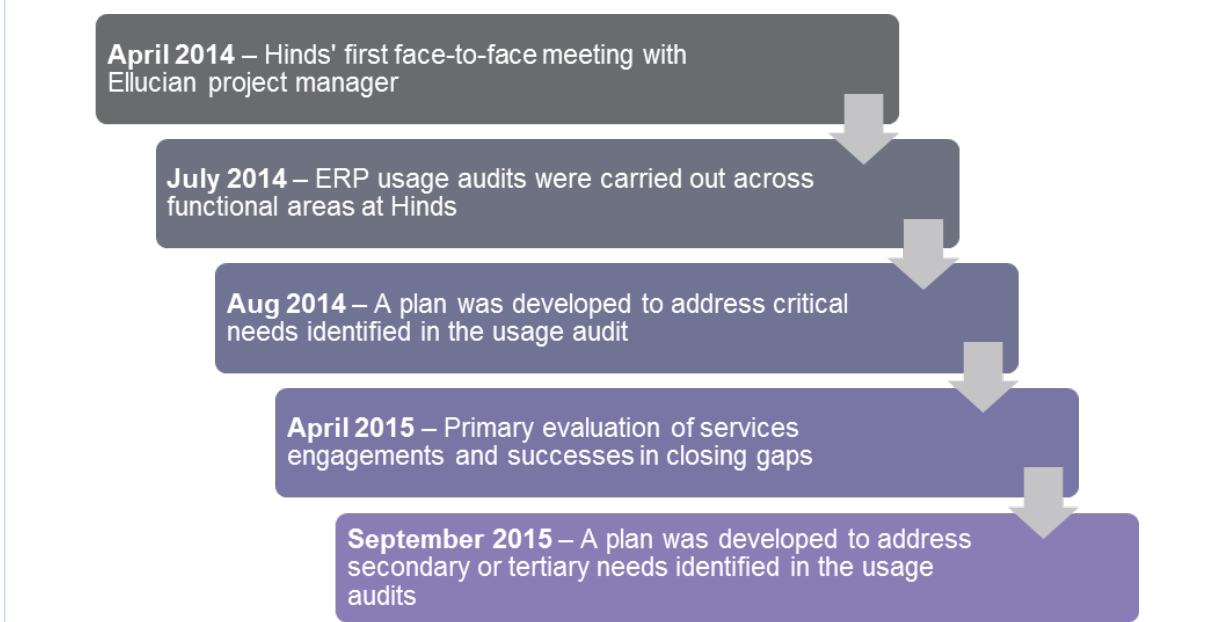 April 2014 – Hinds' first face-to-face meeting with
Ellucian project manager
July 2014 – ERP usage audits were carried out across
functional areas at Hinds
Aug 2014 – A plan was developed to address critical
needs identified in the usage audit
April 2015 – Primary evaluation of services
engagements and successes in closing gaps
September 2015 – A plan was developed to address
secondary or tertiary needs identified in the usage
audits